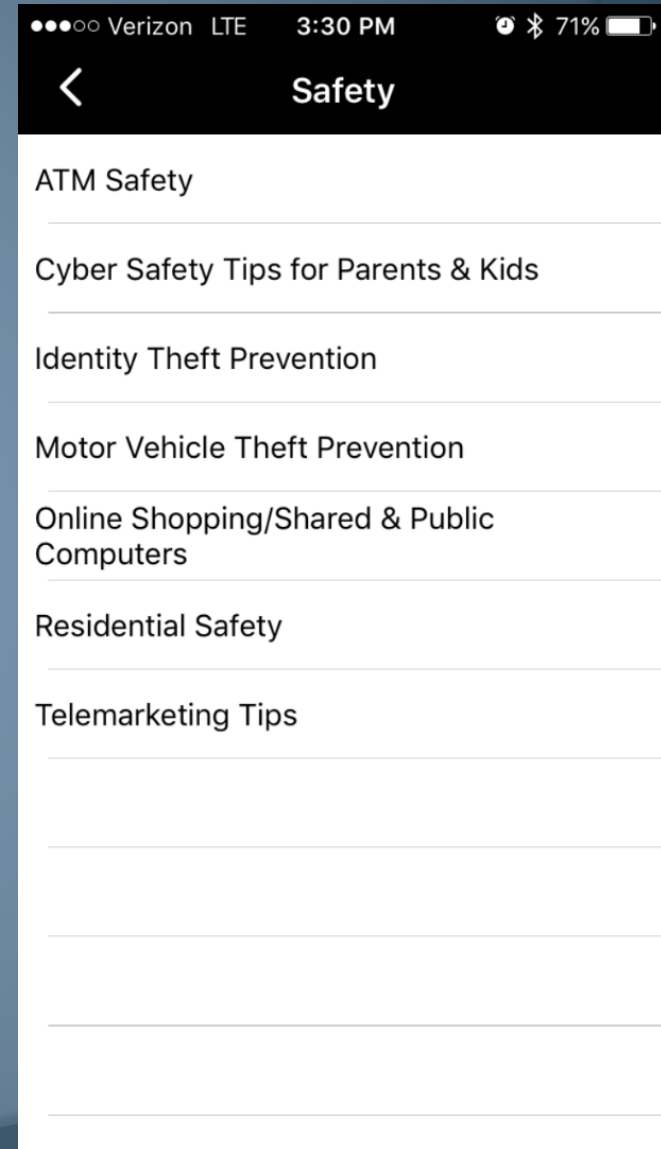 Verizon LTE 3:30 PM 71%
Safety
ATM Safety
Cyber Safety Tips for Parents & Kids
Identity Theft Prevention
Motor Vehicle Theft Prevention
Online Shopping/Shared & Public
Computers
Residential Safety
Telemarketing Tips